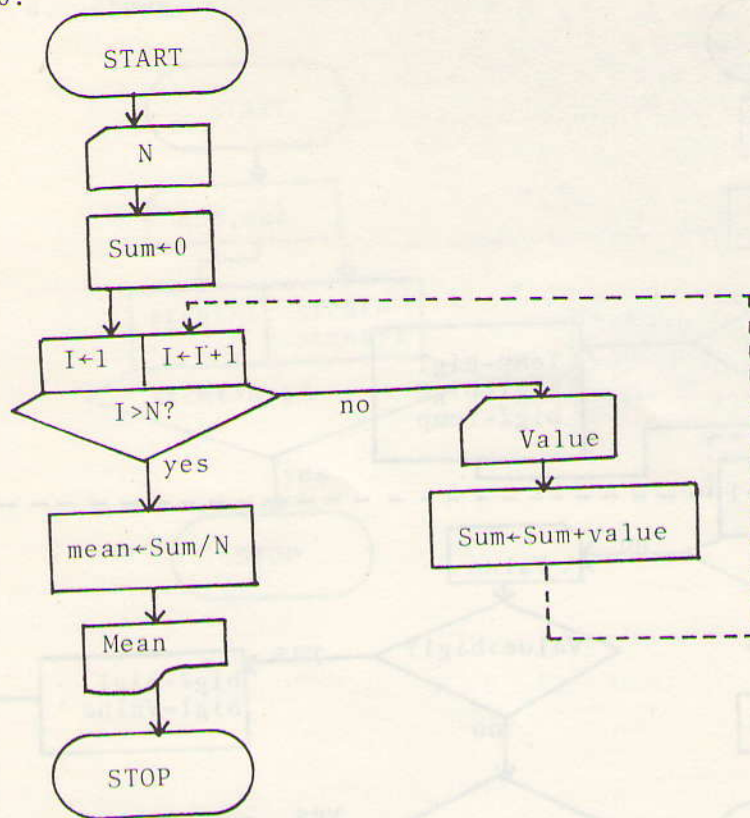 START
N
Sum←0
I←1
I←I+1
I>N?
no
Value
yes
Sum←Sum+value
mean←Sum/N
Mean
STOP